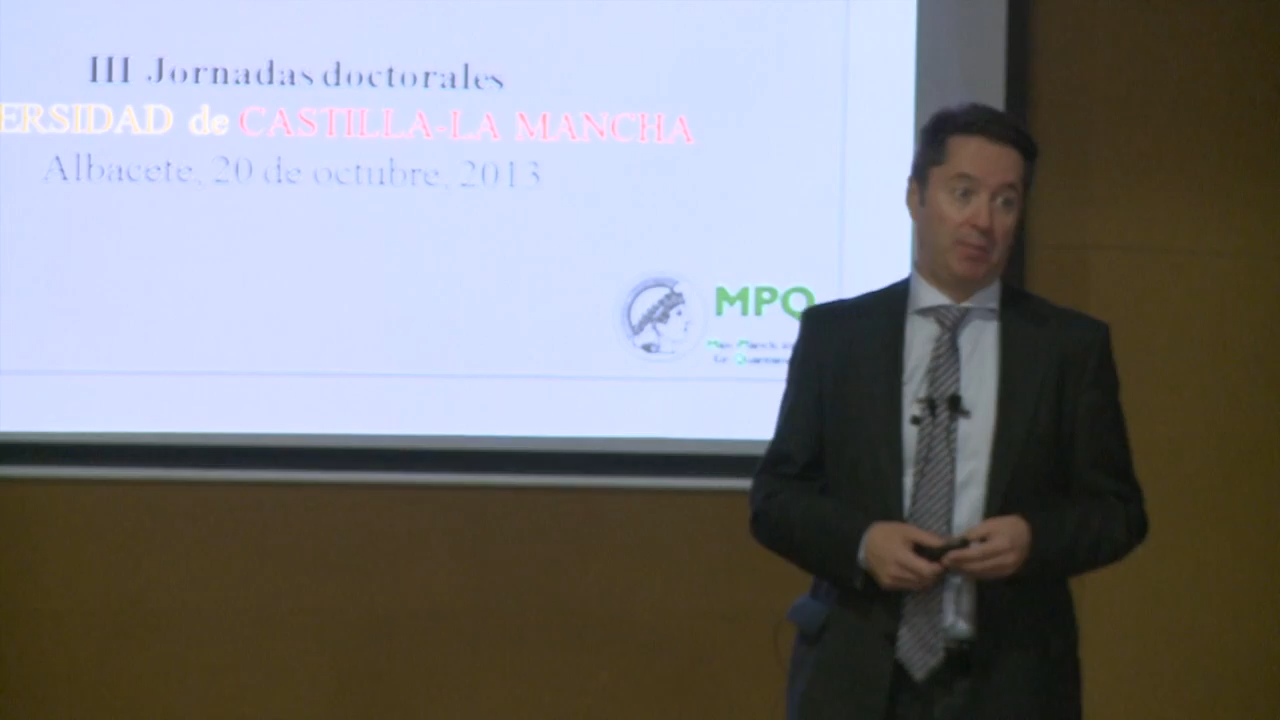 III Jornadas doctorales
ERSIDAD de CASTILLA-LA MANCHA
Albacete, 20 de octubre, 2013
MPQ